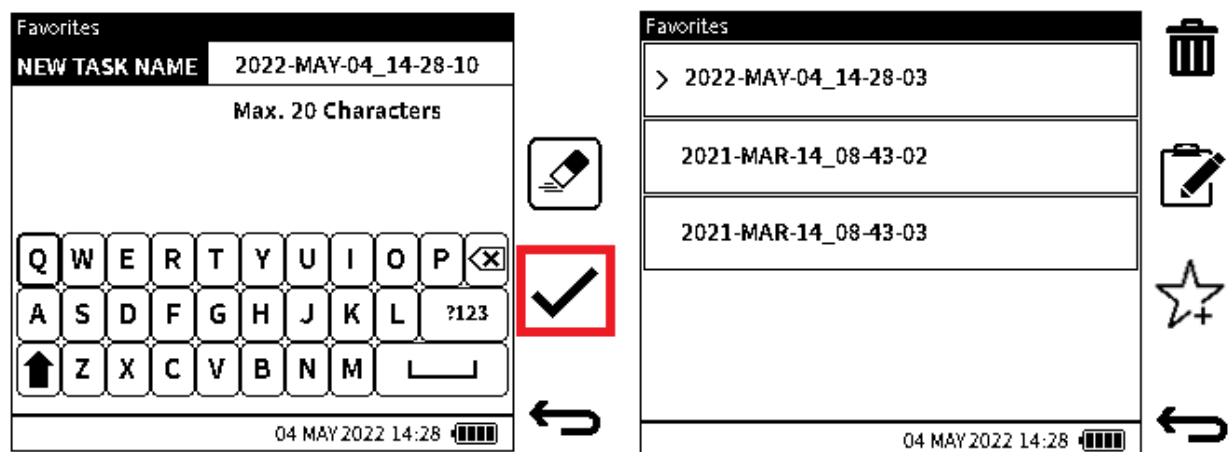 Favorites
NEW TASK NAME 2022-MAY-04_14-28-10
Max. 20 Characters
Q W E R T Y U I O P
A S D F G H J K L ?123
Z X C V B N M
04 MAY 2022 14:28
Favorites
> 2022-MAY-04_14-28-03
2021-MAR-14_08-43-02
2021-MAR-14_08-43-03
04 MAY 2022 14:28